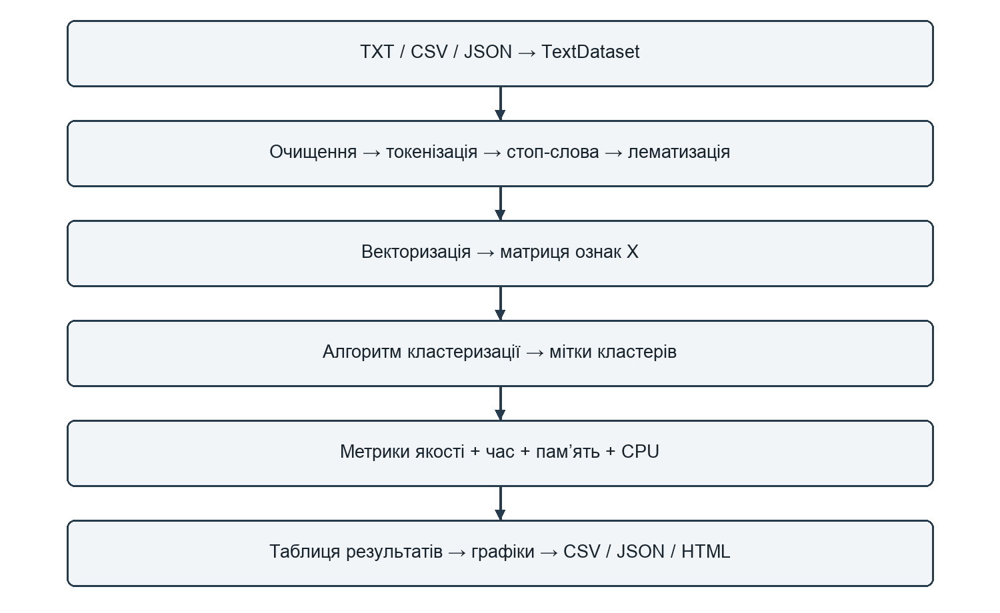 TXT / CSV / JSON → TextDataset
Очищення → токенізація → стоп-слова → лематизація
Векторизація → матриця ознак X
Алгоритм кластеризації → мітки кластерів
Метрики якості + час + пам’ять + CPU
Таблиця результатів → графіки → CSV / JSON / HTML